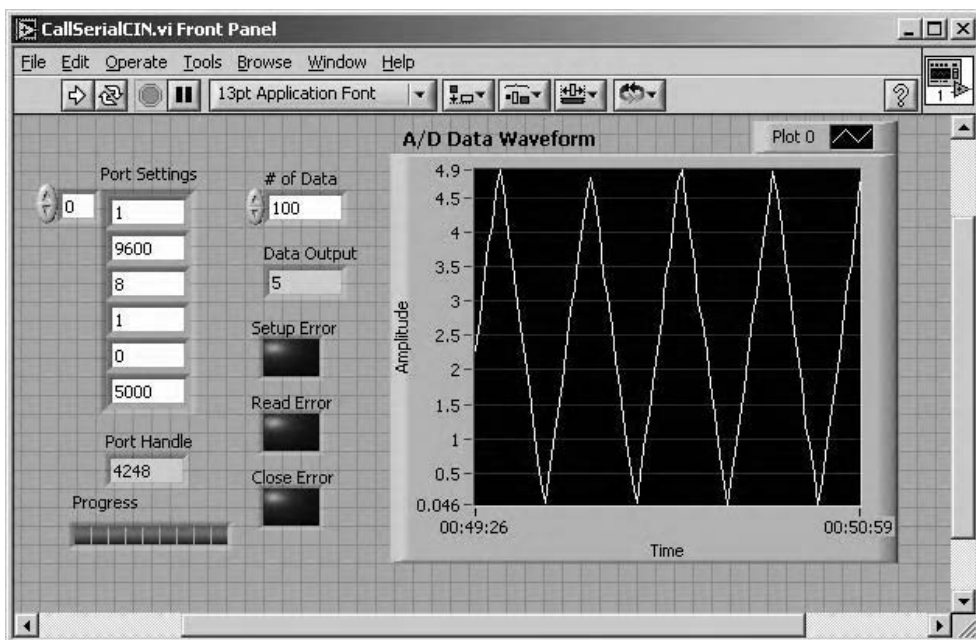 CallSerialCIN.vi Front Panel
File Edit Operate Tools Browse Window Help
13pt Application Font
1
A/D Data Waveform
Plot 0
Port Settings
0
1
9600
8
1
0
5000
Port Handle
4248
Progress
# of Data
100
Data Output
5
Setup Error
Read Error
Close Error
Amplitude
4.9
4.5
4
3.5
3
2.5
2
1.5
1
0.5
0.046
00:49:26 00:50:59
Time